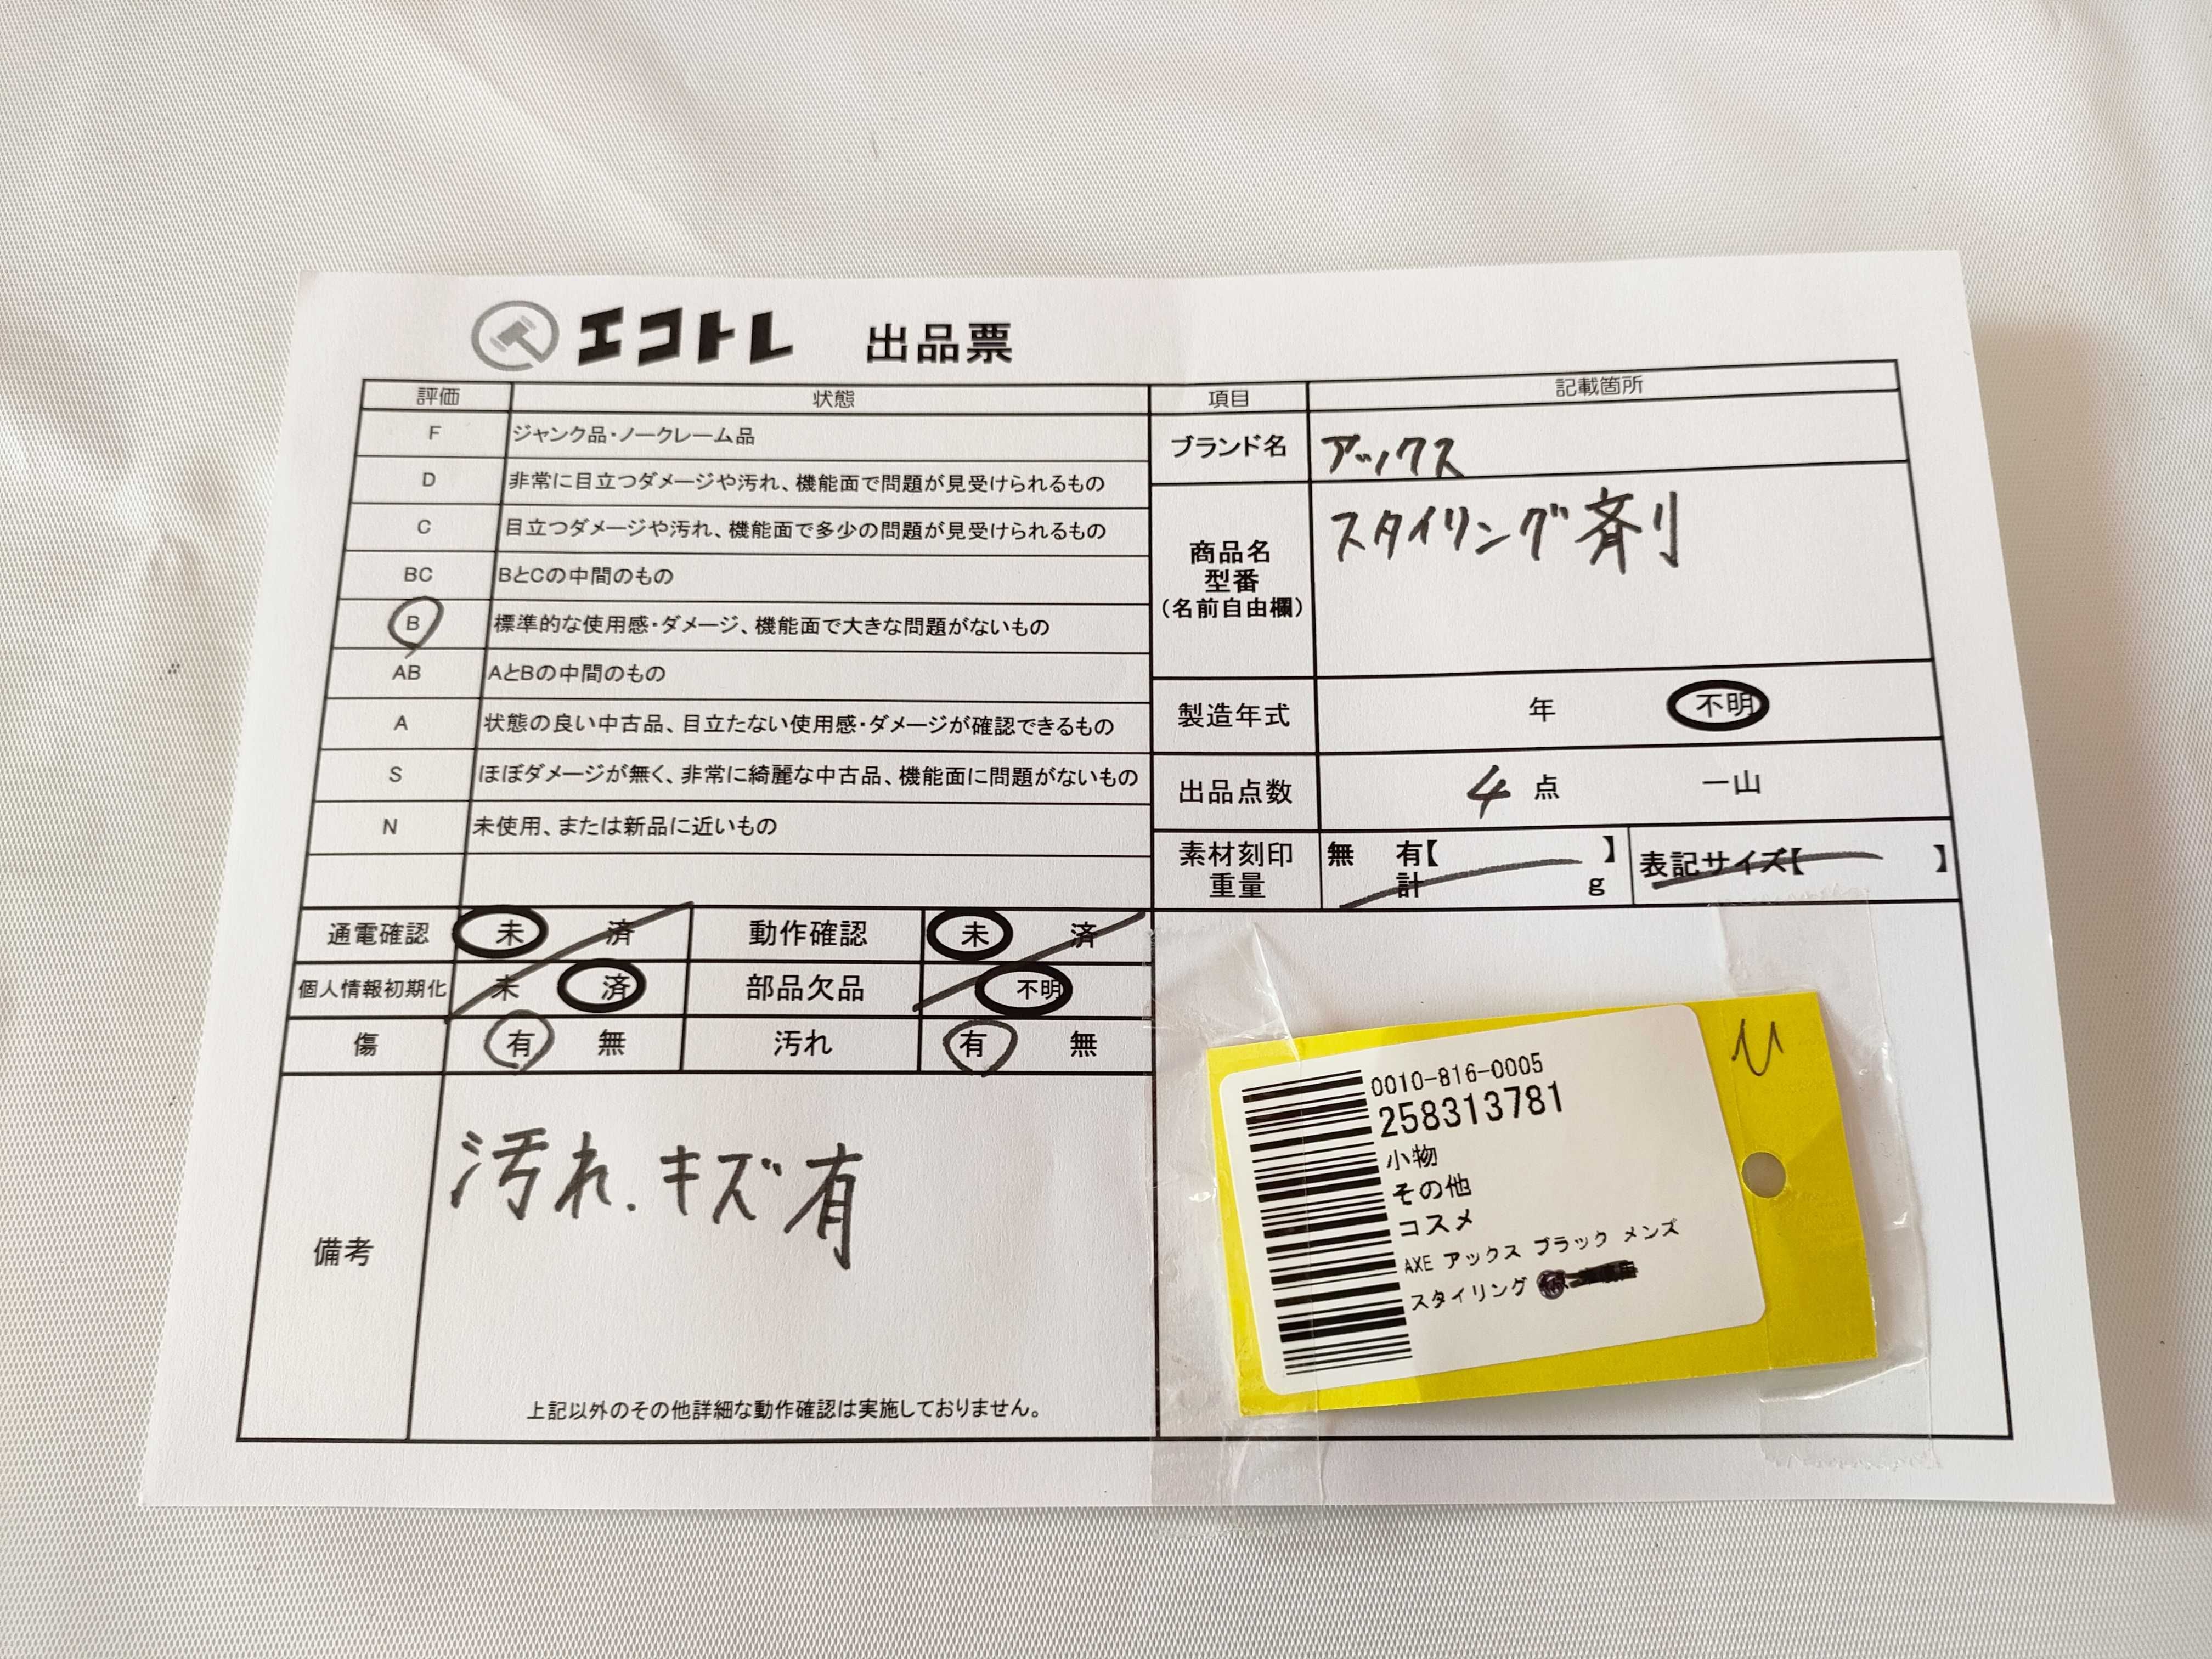 エコトレ 出品票
評価 状態
F ジャンク品・ノークレーム品
D 非常に目立つダメージや汚れ、機能面で問題が見受けられるもの
C 目立つダメージや汚れ、機能面で多少の問題が見受けられるもの
BC BとCの中間のもの
B 標準的な使用感・ダメージ、機能面で大きな問題がないもの
AB AとBの中間のもの
A 状態の良い中古品、目立たない使用感・ダメージが確認できるもの
S ほぼダメージが無く、非常に綺麗な中古品、機能面に問題がないもの
N 未使用、または新品に近いもの
通電確認 未 済 動作確認 未 済
個人情報初期化 未 済 部品欠品 不明
傷 有 無 汚れ 有 無
備考
汚れ.キズ有
上記以外のその他詳細な動作確認は実施しておりません。
項目 記載箇所
ブランド名 アックス
商品名
型番
(名前自由欄)
スタイリング剤
製造年式 年 不明
出品点数 4 点 一山
素材刻印 無 有【 】 表記サイズ【 】
重量 計 g
0010-816-0005
258313781
小物
その他
コスメ
AXE アックス ブラック メンズ
スタイリング